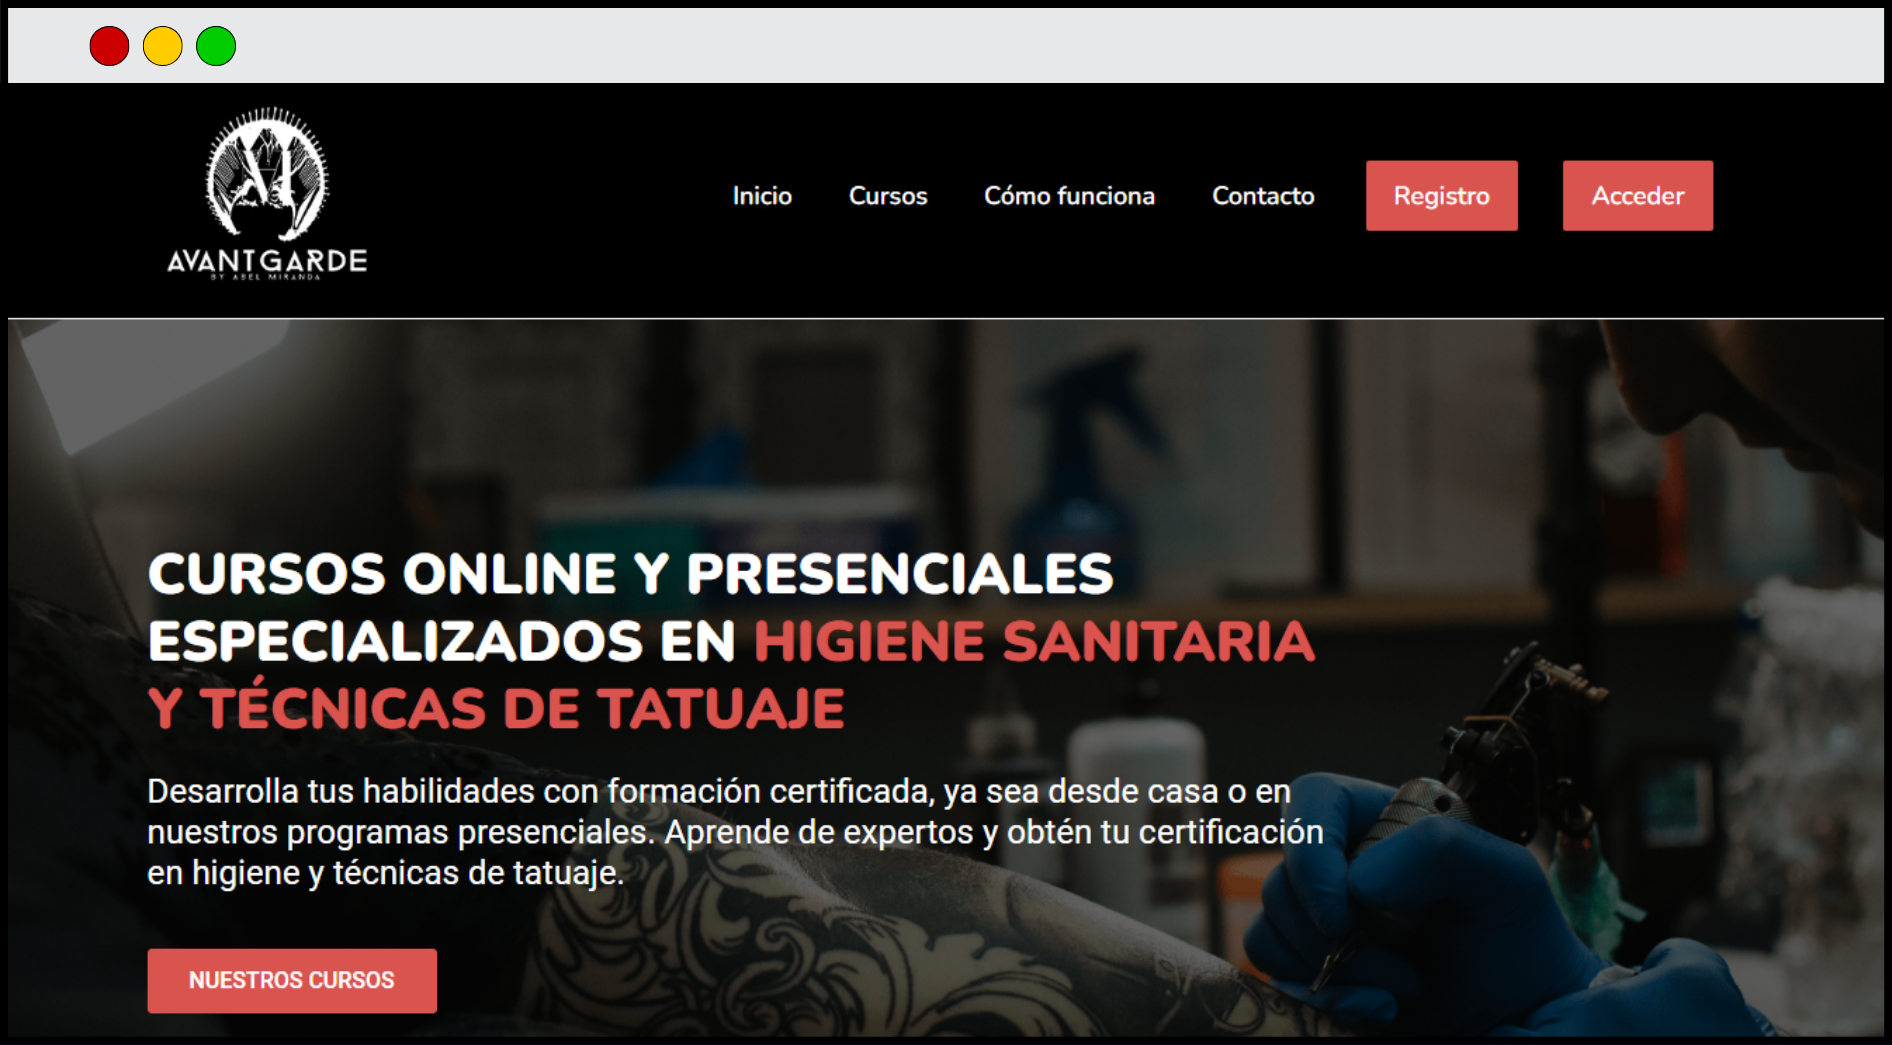 AM
AVANTGARDE
BY ABEL MIRANDA
Inicio
Cursos
Cómo funciona
Contacto
Registro
Acceder
CURSOS ONLINE Y PRESENCIALES
ESPECIALIZADOS EN HIGIENE SANITARIA
Y TÉCNICAS DE TATUAJE
Desarrolla tus habilidades con formación certificada, ya sea desde casa o en
nuestros programas presenciales. Aprende de expertos y obtén tu certificación
en higiene y técnicas de tatuaje.
NUESTROS CURSOS